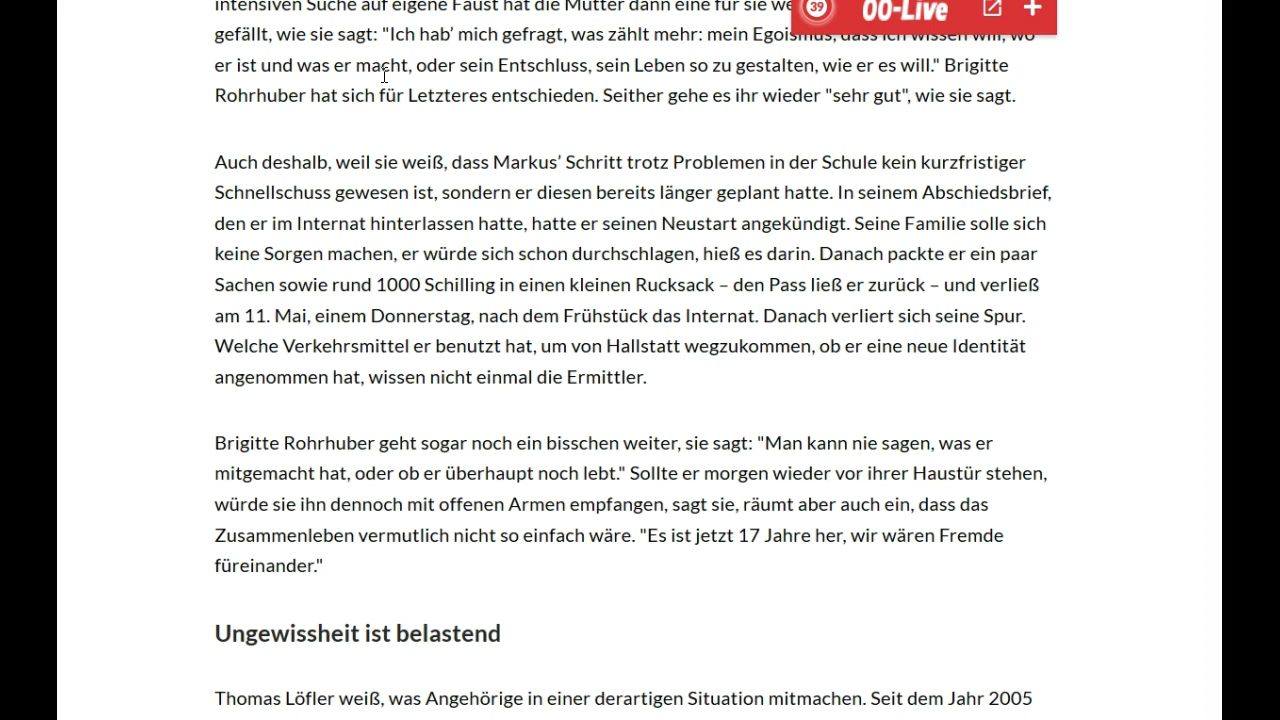 intensiven Suche auf eigene Faust hat die Mutter dann eine für sie
gefällt, wie sie sagt: "Ich hab’ mich gefragt, was zählt mehr: mein Egoismus, dass ich wissen will, wo
er ist und was er macht, oder sein Entschluss, sein Leben so zu gestalten, wie er es will." Brigitte
Rohrhuber hat sich für Letzteres entschieden. Seither gehe es ihr wieder "sehr gut", wie sie sagt.
39 OÖ-Live
Auch deshalb, weil sie weiß, dass Markus’ Schritt trotz Problemen in der Schule kein kurzfristiger
Schnellschuss gewesen ist, sondern er diesen bereits länger geplant hatte. In seinem Abschiedsbrief,
den er im Internat hinterlassen hatte, hatte er seinen Neustart angekündigt. Seine Familie solle sich
keine Sorgen machen, er würde sich schon durchschlagen, hieß es darin. Danach packte er ein paar
Sachen sowie rund 1000 Schilling in einen kleinen Rucksack – den Pass ließ er zurück – und verließ
am 11. Mai, einem Donnerstag, nach dem Frühstück das Internat. Danach verliert sich seine Spur.
Welche Verkehrsmittel er benutzt hat, um von Hallstatt wegzukommen, ob er eine neue Identität
angenommen hat, wissen nicht einmal die Ermittler.
Brigitte Rohrhuber geht sogar noch ein bisschen weiter, sie sagt: "Man kann nie sagen, was er
mitgemacht hat, oder ob er überhaupt noch lebt." Sollte er morgen wieder vor ihrer Haustür stehen,
würde sie ihn dennoch mit offenen Armen empfangen, sagt sie, räumt aber auch ein, dass das
Zusammenleben vermutlich nicht so einfach wäre. "Es ist jetzt 17 Jahre her, wir wären Fremde
füreinander."
Ungewissheit ist belastend
Thomas Löfler weiß, was Angehörige in einer derartigen Situation mitmachen. Seit dem Jahr 2005